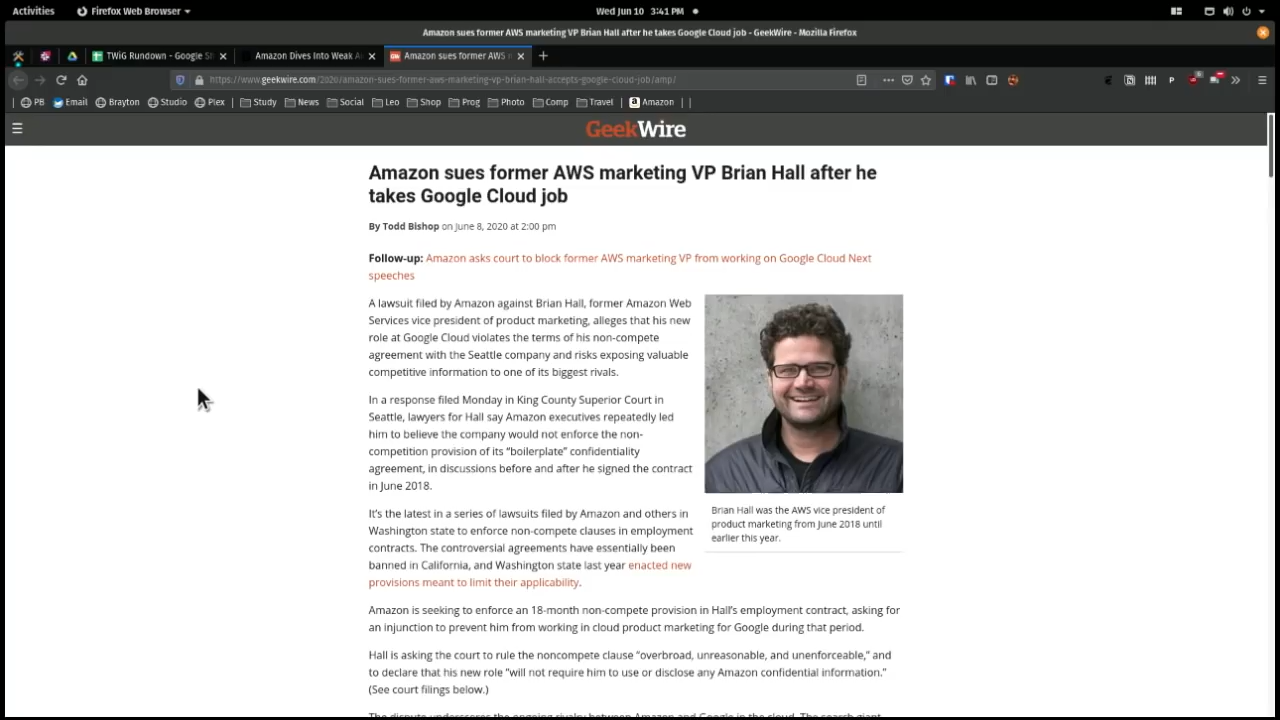 Activities
Firefox Web Browser
Wed Jun 10 3:41 PM
Amazon sues former AWS marketing VP Brian Hall after he takes Google Cloud job - GeekWire - Mozilla Firefox
TWiG Rundown - Google Sh
Amazon Dives Into Weak A
Amazon sues former AWS
https://www.geekwire.com/2020/amazon-sues-former-aws-marketing-vp-brian-hall-accepts-google-cloud-job/amp/
PB Email Brayton Studio Plex Study News Social Leo Shop Prog Photo Comp Travel Amazon
GeekWire
Amazon sues former AWS marketing VP Brian Hall after he
takes Google Cloud job
By Todd Bishop on June 8, 2020 at 2:00 pm
Follow-up: Amazon asks court to block former AWS marketing VP from working on Google Cloud Next
speeches
A lawsuit filed by Amazon against Brian Hall, former Amazon Web
Services vice president of product marketing, alleges that his new
role at Google Cloud violates the terms of his non-compete
agreement with the Seattle company and risks exposing valuable
competitive information to one of its biggest rivals.
In a response filed Monday in King County Superior Court in
Seattle, lawyers for Hall say Amazon executives repeatedly led
him to believe the company would not enforce the non-
competition provision of its “boilerplate” confidentiality
agreement, in discussions before and after he signed the contract
in June 2018.
Brian Hall was the AWS vice president of
product marketing from June 2018 until
earlier this year.
It’s the latest in a series of lawsuits filed by Amazon and others in
Washington state to enforce non-compete clauses in employment
contracts. The controversial agreements have essentially been
banned in California, and Washington state last year enacted new
provisions meant to limit their applicability.
Amazon is seeking to enforce an 18-month non-compete provision in Hall’s employment contract, asking for
an injunction to prevent him from working in cloud product marketing for Google during that period.
Hall is asking the court to rule the noncompete clause “overbroad, unreasonable, and unenforceable,” and
to declare that his new role “will not require him to use or disclose any Amazon confidential information.”
(See court filings below.)
The dispute underscores the ongoing rivalry between Amazon and Google in the cloud. The search giant